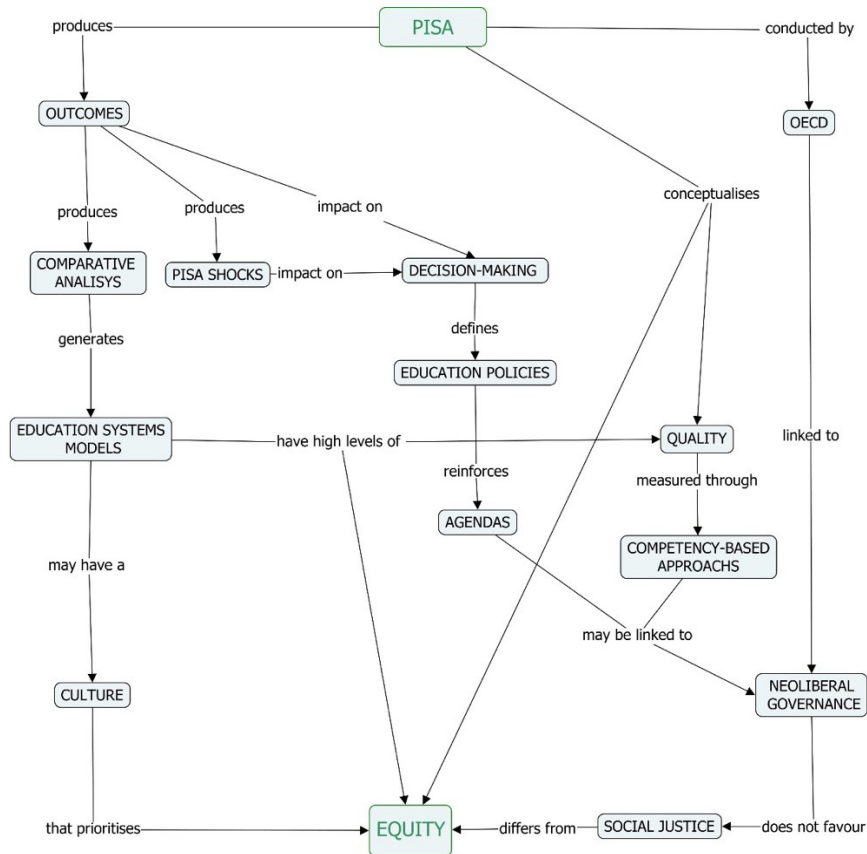 PISA
produces
conducted by
OUTCOMES
OECD
conceptualises
produces
produces
impact on
COMPARATIVE
ANALISYS
PISA SHOCKS
impact on
DECISION-MAKING
generates
defines
EDUCATION POLICIES
EDUCATION SYSTEMS
MODELS
have high levels of
QUALITY
linked to
reinforces
measured through
AGENDAS
COMPETENCY-BASED
APPROACHS
may have a
may be linked to
CULTURE
NEOLIBERAL
GOVERNANCE
that prioritises
EQUITY
differs from
SOCIAL JUSTICE
does not favour